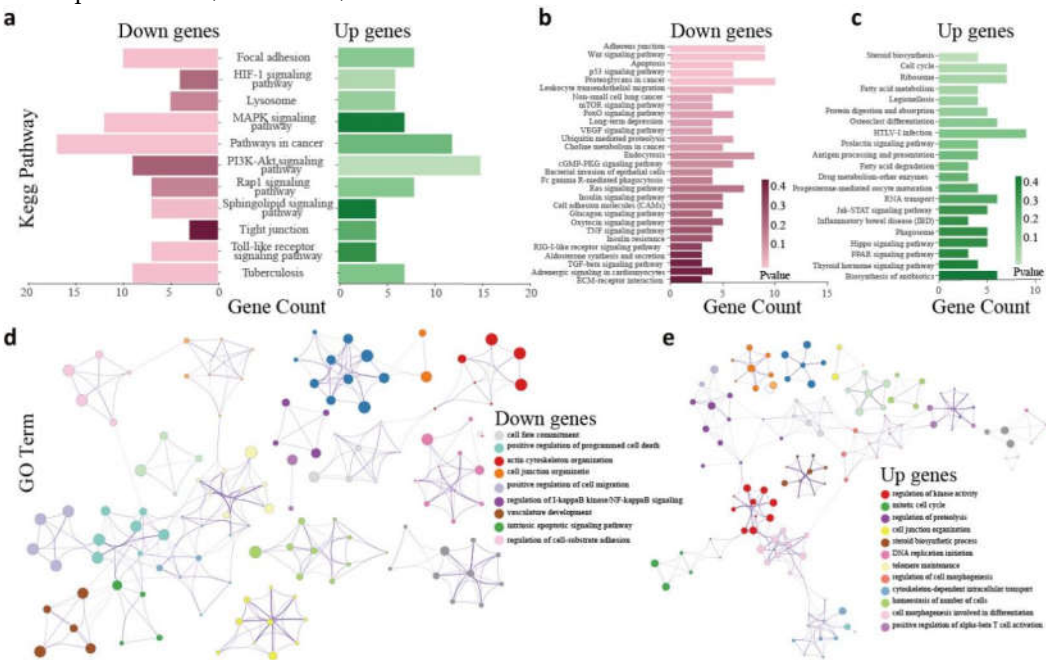 a
Down genes
Up genes
Kegg Pathway
Focal adhesion
HIF-1 signaling
pathway
Lysosome
MAPK signaling
pathway
Pathways in cancer
PI3K-Akt signaling
pathway
Rap1 signaling
pathway
Sphingolipid signaling
pathway
Tight junction
Toll-like receptor
signaling pathway
Tuberculosis
20 15 10 5 0
0 5 10 15 20
Gene Count
b
Down genes
Adherens junction
Wnt signaling pathway
Apoptosis
p53 signaling pathway
Proteoglycans in cancer
Leukocyte transendothelial migration
Non-small cell lung cancer
mTOR signaling pathway
FoxO signaling pathway
Long-term depression
VEGF signaling pathway
Ubiquitin mediated proteolysis
Choline metabolism in cancer
Endocytosis
cGMP-PKG signaling pathway
Bacterial invasion of epithelial cells
Fc gamma R-mediated phagocytosis
Ras signaling pathway
Insulin signaling pathway
Cell adhesion molecules (CAMs)
Glucagon signaling pathway
Oxytocin signaling pathway
TNF signaling pathway
Insulin resistance
RIG-I-like receptor signaling pathway
Aldosterone synthesis and secretion
TGF-beta signaling pathway
Adrenergic signaling in cardiomyocytes
ECM-receptor interaction
0.4
0.3
0.2
0.1
Pvalue
0 5 10 15
Gene Count
c
Up genes
Steroid biosynthesis
Cell cycle
Ribosome
Fatty acid metabolism
Legionellosis
Protein digestion and absorption
Osteoclast differentiation
HTLV-I infection
Prolactin signaling pathway
Antigen processing and presentation
Fatty acid degradation
Drug metabolism-other enzymes
Progesterone-mediated oocyte maturation
RNA transport
Jak-STAT signaling pathway
Inflammatory bowel disease (IBD)
Phagosome
Hippo signaling pathway
PPAR signaling pathway
Thyroid hormone signaling pathway
Biosynthesis of antibiotics
0.4
0.3
0.2
0.1
Pvalue
0 5 10
Gene Count
d
GO Term
Down genes
cell fate commitment
positive regulation of programmed cell death
actin cytoskeleton organization
cell junction organizatio
positive regulation of cell migration
regulation of I-kappaB kinase/NF-kappaB signaling
vasculature development
intrinsic apoptotic signaling pathway
regulation of cell-substrate adhesion
e
Up genes
regulation of kinase activity
mitotic cell cycle
regulation of proteolysis
cell junction organization
steroid biosynthetic process
DNA replication initiation
telomere maintenance
regulation of cell morphogenesis
cytoskeleton-dependent intracellular transport
homeostasis of number of cells
cell morphogenesis involved in differentiation
positive regulation of alpha-beta T cell activation